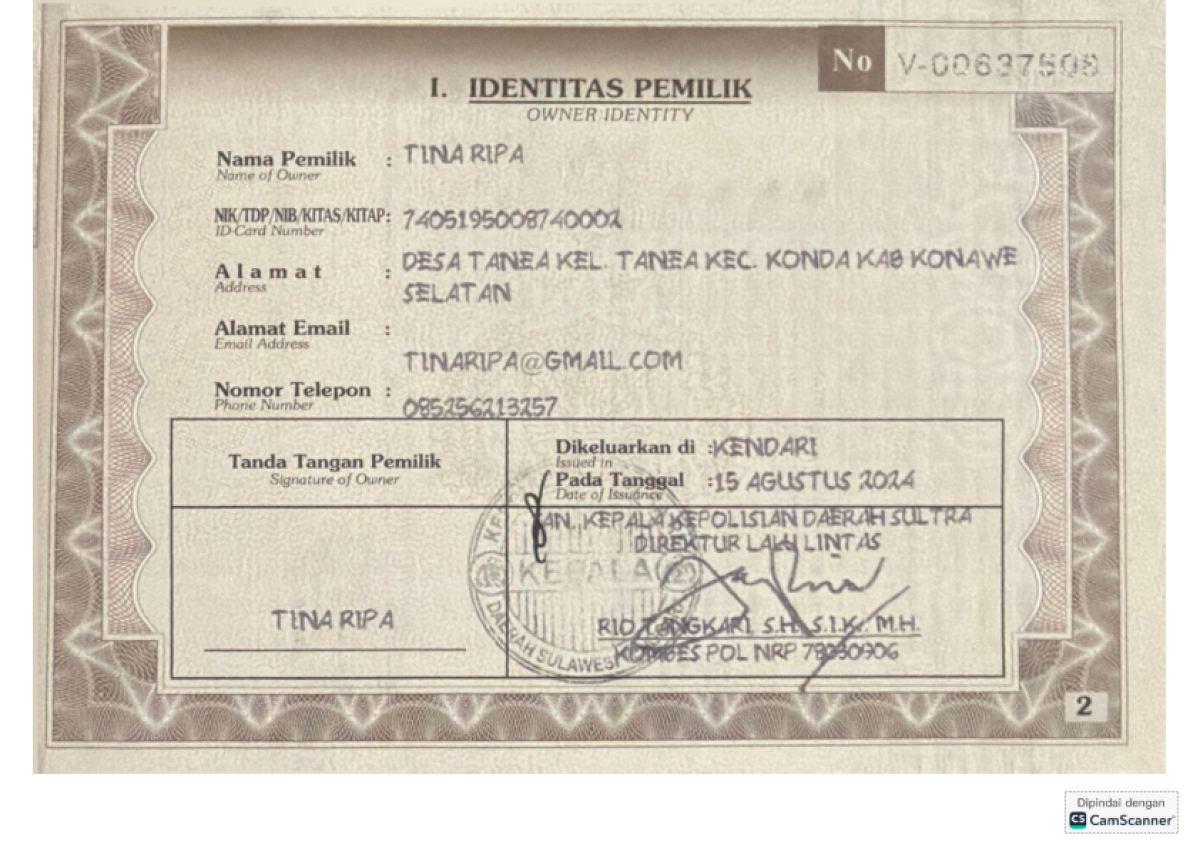 No V-00637508
I. IDENTITAS PEMILIK
OWNER IDENTITY
Nama Pemilik : TINA RIPA
Name of Owner
NIK/TDP/NIB/KITAS/KITAP: 7405195008740002
ID-Card Number
Alamat : DESA TANEA KEL. TANEA KEC. KONDA KAB KONAWE
Address
SELATAN
Alamat Email :
Email Address
TINARIPA@GMAIL.COM
Nomor Telepon :
Phone Number
085256213257
Tanda Tangan Pemilik
Signature of Owner
Dikeluarkan di :KENDARI
Issued in
Pada Tanggal :15 AGUSTUS 2024
Date of Issuance
AN. KEPALA KEPOLISIAN DAERAH SULTRA
DIREKTUR LALU LINTAS
KEPALA
DAERAH SULAWESI
TINA RIPA
RIO TANGKARI, S.H., S.I.K., M.H.
KOMBES POL NRP
2
Dipindai dengan
CS CamScanner